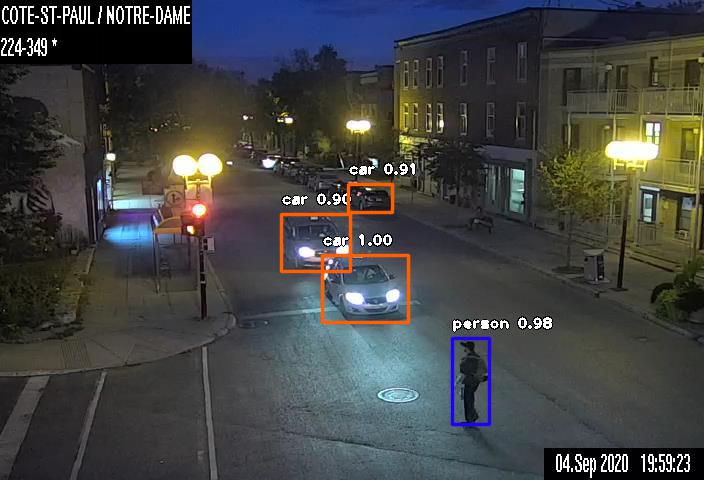 COTE-ST-PAUL / NOTRE-DAME
224-349 *
car 0.91
car 0.90
car 1.00
person 0.98
04.Sep 2020 19:59:23